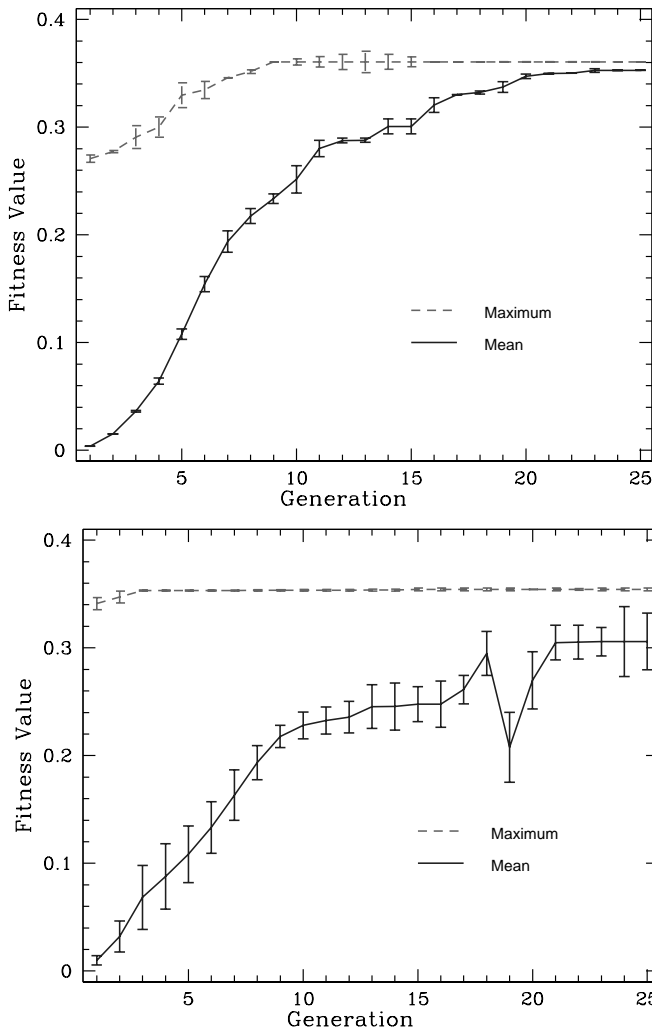 0.4
0.3
0.2
0.1
0
Fitness Value
Maximum
Mean
5
10
15
20
25
Generation
0.4
0.3
0.2
0.1
0
Fitness Value
Maximum
Mean
5
10
15
20
25
Generation